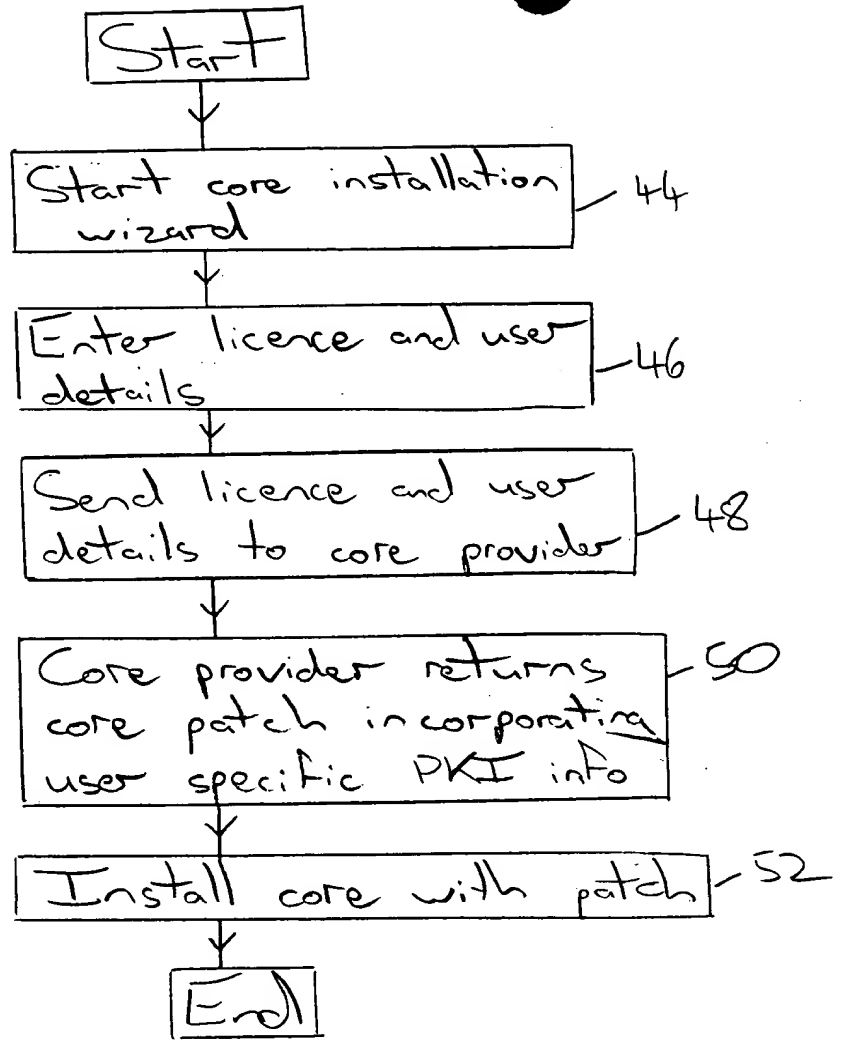 Start
Start core installation
wizard
44
Enter licence and user
details
46
Send licence and user
details to core provider
48
Core provider returns
core patch incorporating
user specific PKI info
50
Install core with patch
52
End